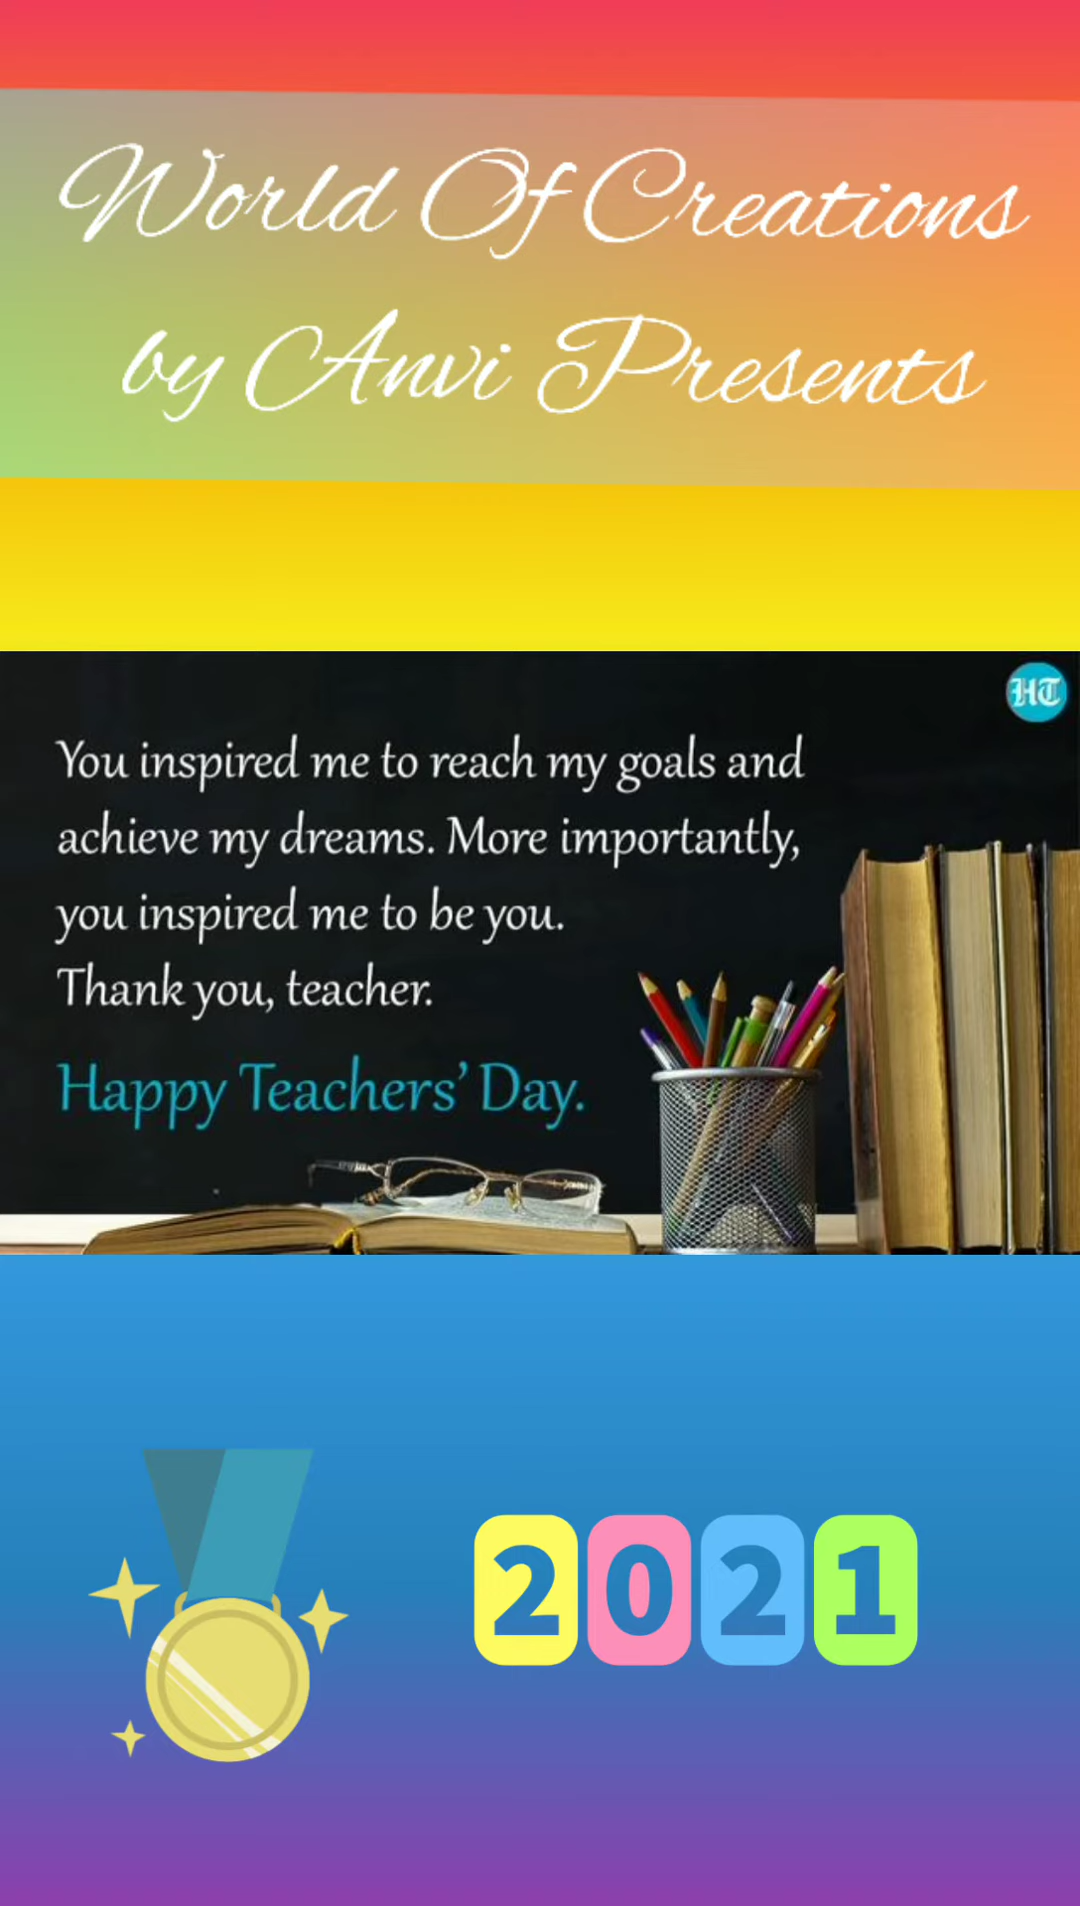 World Of Creations
by Anvi Presents
HT
You inspired me to reach my goals and
achieve my dreams. More importantly,
you inspired me to be you.
Thank you, teacher.
Happy Teachers' Day.
2021